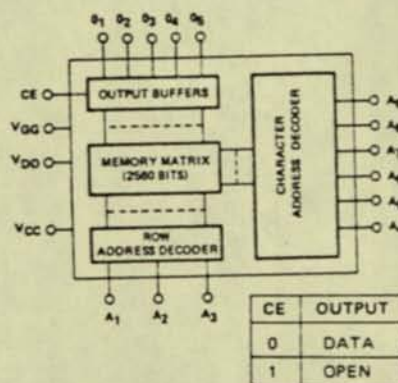 O1 O2 O3 O4 O5
CE
OUTPUT BUFFERS
VGG
VDD
MEMORY MATRIX
(2560 BITS)
CHARACTER
ADDRESS DECODER
VCC
ROW
ADDRESS DECODER
A1 A2 A3
CE OUTPUT
0 DATA
1 OPEN